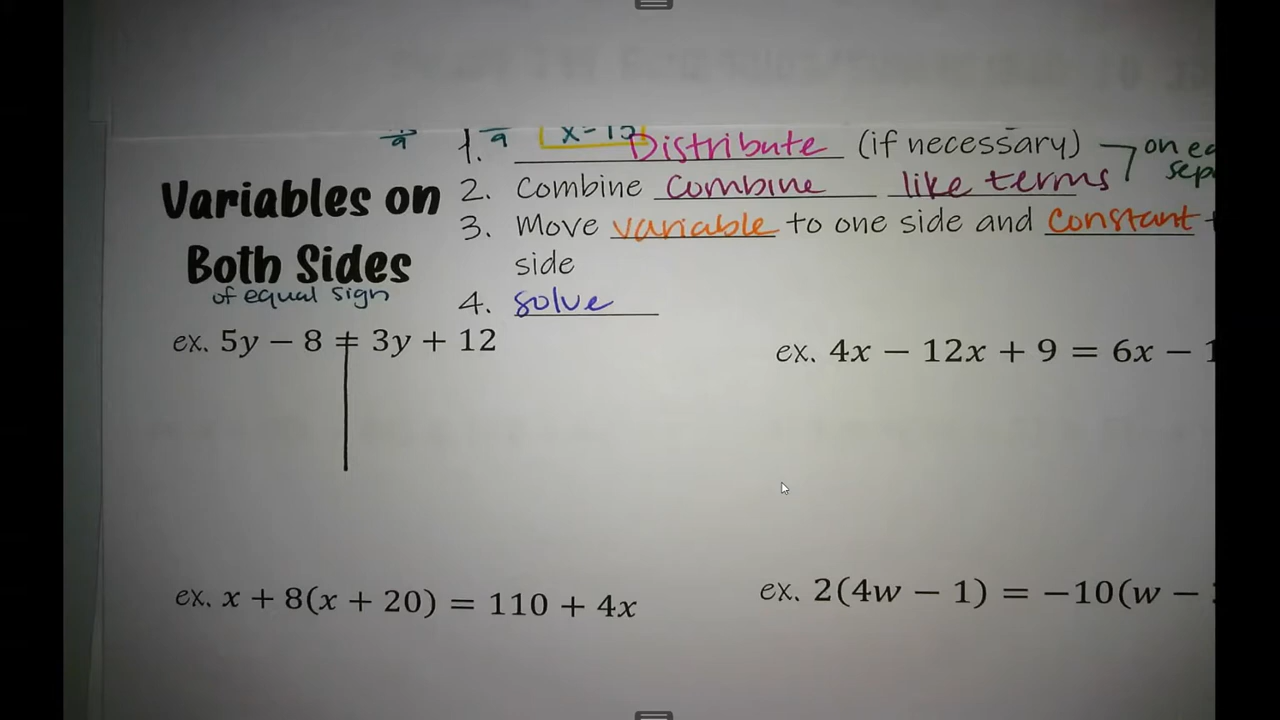 1. Distribute (if necessary)
on
2. Combine combine like terms
3. Move variable to one side and constant
side
4. solve
Variables on
Both Sides
of equal sign
ex. 5y − 8 = 3y + 12
ex. 4x − 12x + 9 = 6x −
ex. x + 8(x + 20) = 110 + 4x
ex. 2(4w − 1) = −10(w −